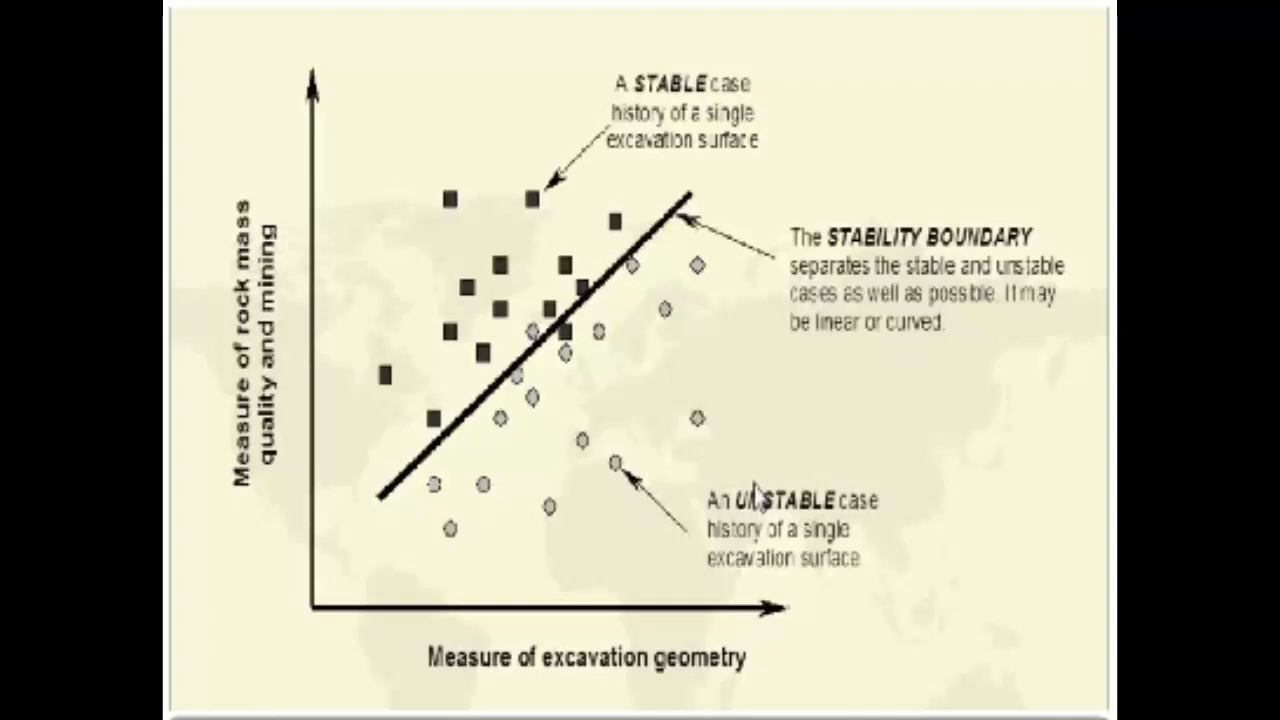 A STABLE case
history of a single
excavation surface
Measure of rock mass
quality and mining
The STABILITY BOUNDARY
separates the stable and unstable
cases as well as possible. It may
be linear or curved.
An UNSTABLE case
history of a single
excavation surface
Measure of excavation geometry